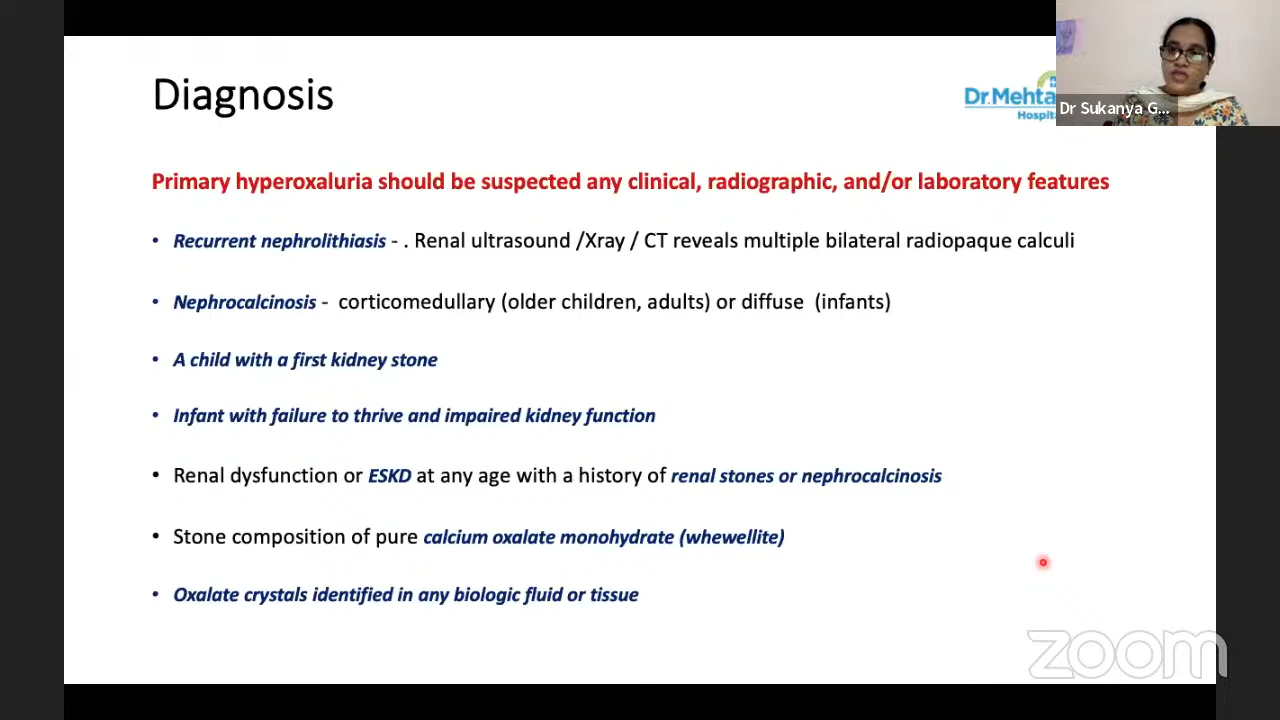 Diagnosis
Dr.Mehta
Hospita
Dr Sukanya G...
Primary hyperoxaluria should be suspected any clinical, radiographic, and/or laboratory features
• Recurrent nephrolithiasis - . Renal ultrasound /Xray / CT reveals multiple bilateral radiopaque calculi
• Nephrocalcinosis - corticomedullary (older children, adults) or diffuse (infants)
• A child with a first kidney stone
• Infant with failure to thrive and impaired kidney function
• Renal dysfunction or ESKD at any age with a history of renal stones or nephrocalcinosis
• Stone composition of pure calcium oxalate monohydrate (whewellite)
• Oxalate crystals identified in any biologic fluid or tissue
zoom